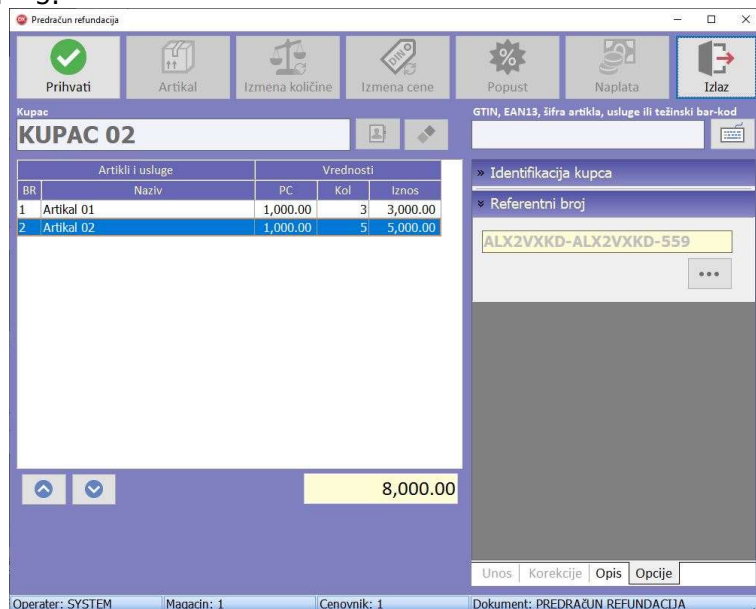 Predračun refundacija
Prihvati
Artikal
Izmena količine
Izmena cene
Popust
Naplata
Izlaz
Kupac
KUPAC 02
GTIN, EAN13, šifra artikla, usluge ili težinski bar-kod
Artikli i usluge Vrednosti
BR Naziv PC Kol Iznos
1 Artikal 01 1,000.00 3 3,000.00
2 Artikal 02 1,000.00 5 5,000.00
8,000.00
» Identifikacija kupca
Referentni broj
ALX2VXKD-ALX2VXKD-559
•••
Unos Korekcije Opis Opcije
Operater: SYSTEM Magacin: 1 Cenovnik: 1 Dokument: PREDRAČUN REFUNDACIJA